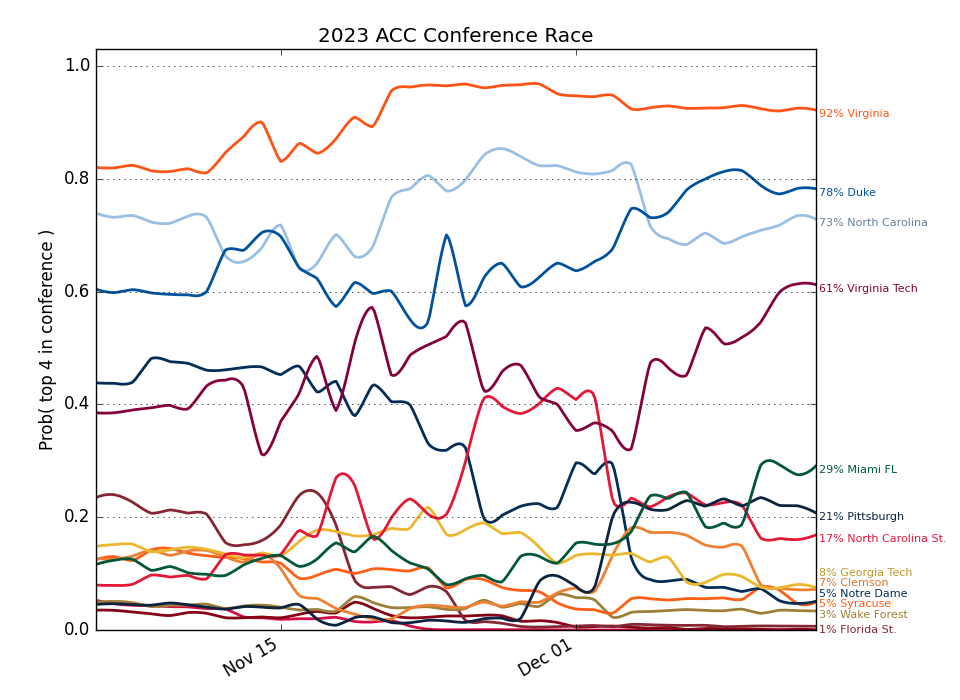 2023 ACC Conference Race
Prob( top 4 in conference )
1.0
0.8
0.6
0.4
0.2
0.0
Nov 15
Dec 01
92% Virginia
78% Duke
73% North Carolina
61% Virginia Tech
29% Miami FL
21% Pittsburgh
17% North Carolina St.
8% Georgia Tech
7% Clemson
5% Notre Dame
5% Syracuse
3% Wake Forest
1% Florida St.